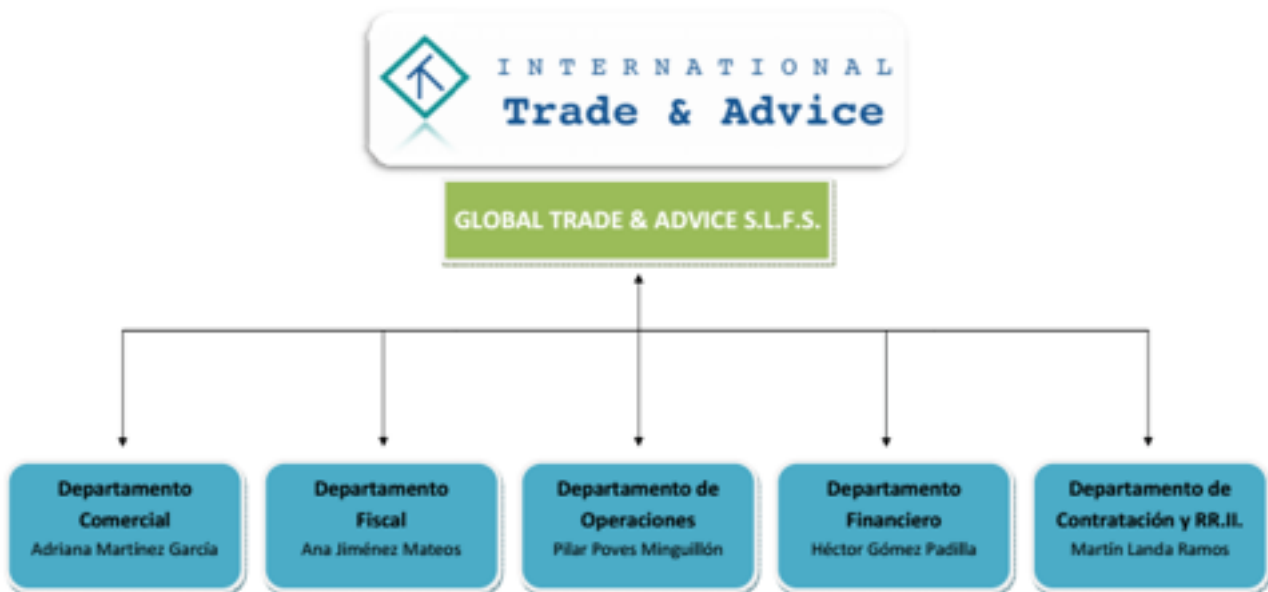 INTERNATIONAL
Trade & Advice
GLOBAL TRADE & ADVICE S.L.F.S.
Departamento
Comercial
Adriana Martínez García
Departamento
Fiscal
Ana Jiménez Mateos
Departamento de
Operaciones
Pilar Poves Minguillón
Departamento
Financiero
Héctor Gómez Padilla
Departamento de
Contratación y RR.II.
Martín Landa Ramos